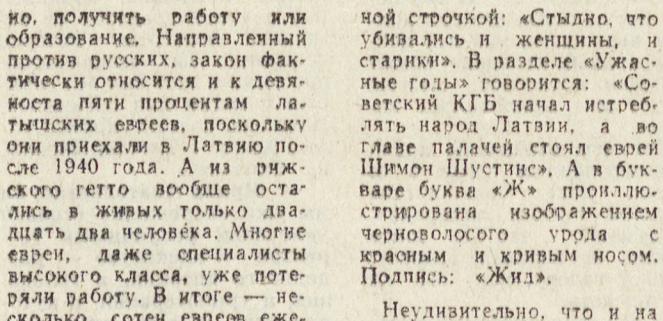 но, получить работу или
образование. Направленный
против русских, закон фак-
тически относится и к девя-
носта пяти процентам ла-
тышских евреев, поскольку
они приехали в Латвию по-
сле 1940 года. А из риж-
ского гетто вообще оста-
лись в живых только два-
дцать два человека. Многие
евреи, даже специалисты
высокого класса, уже поте-
ряли работу. В итоге — не-
сколько сотен евреев еже-
ной строчкой: «Стыдно, что
убивались и женщины, и
старики». В разделе «Ужас-
ные годы» говорится: «Со-
ветский КГБ начал истреб-
лять народ Латвии, а во
главе палачей стоял еврей
Шимон Шустинс». А в бук-
варе буква «Ж» проиллю-
стрирована изображением
черноволосого урода с
красным и кривым носом.
Подпись: «Жид».
Неудивительно, что и на